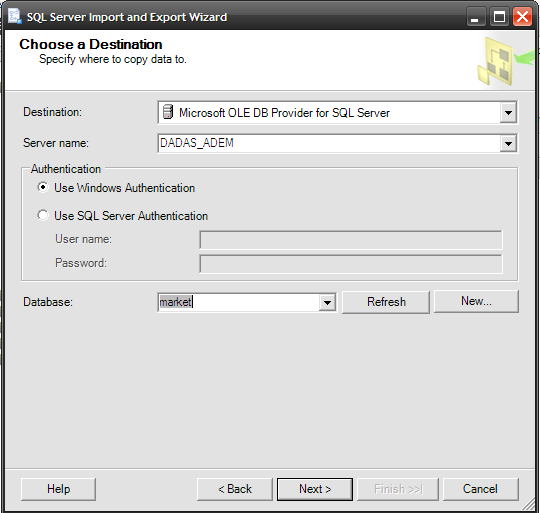 SQL Server Import and Export Wizard
Choose a Destination
Specify where to copy data to.
Destination: Microsoft OLE DB Provider for SQL Server
Server name: DADAS_ADEM
Authentication
Use Windows Authentication
Use SQL Server Authentication
User name:
Password:
Database: market Refresh New...
Help < Back Next > Finish >>| Cancel